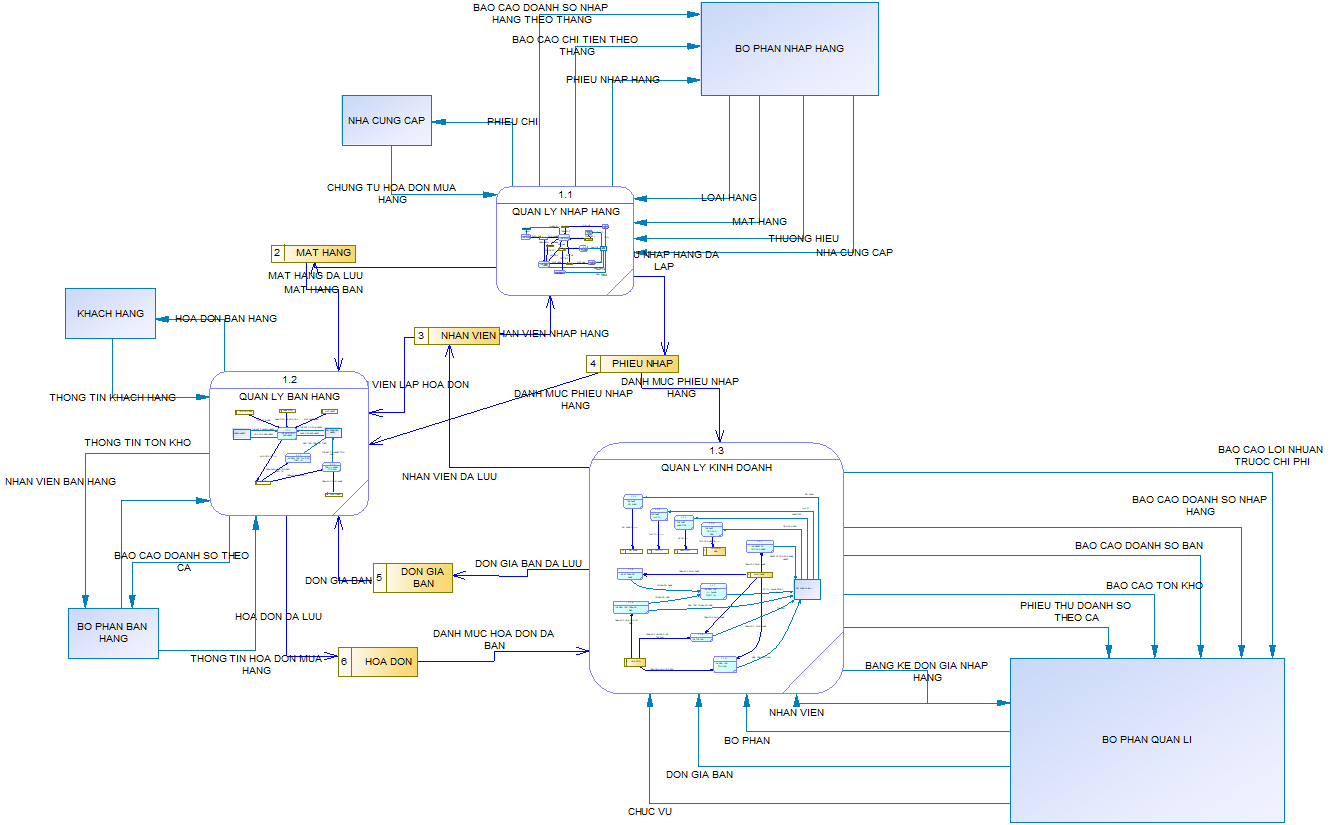 BAO CAO DOANH SO NHAP
HANG THEO THANG
BAO CAO CHI TIEN THEO
THANG
BO PHAN NHAP HANG
PHIEU NHAP HANG
NHA CUNG CAP
PHIEU CHI
CHUNG TU HOA DON MUA
HANG
1.1
QUAN LY NHAP HANG
LOAI HANG
MAT HANG
THUONG HIEU
NHA CUNG CAP
NHAP HANG DA
LAP
2 MAT HANG
MAT HANG DA LUU
MAT HANG BAN
KHACH HANG
HOA DON BAN HANG
3 NHAN VIEN
VIEN NHAP HANG
4 PHIEU NHAP
1.2
QUAN LY BAN HANG
VIEN LAP HOA DON
DANH MUC PHIEU NHAP
HANG
DANH MUC PHIEU NHAP
HANG
THONG TIN KHACH HANG
THONG TIN TON KHO
NHAN VIEN BAN HANG
NHAN VIEN DA LUU
1.3
QUAN LY KINH DOANH
BAO CAO LOI NHUAN
TRUOC CHI PHI
BAO CAO DOANH SO NHAP
HANG
BAO CAO DOANH SO BAN
BAO CAO TON KHO
PHIEU THU DOANH SO
THEO CA
BAO CAO DOANH SO THEO
CA
DON GIA BAN
5 DON GIA
BAN
DON GIA BAN DA LUU
BO PHAN BAN
HANG
HOA DON DA LUU
THONG TIN HOA DON MUA
HANG
6 HOA DON
DANH MUC HOA DON DA
BAN
BANG KE DON GIA NHAP
HANG
NHAN VIEN
BO PHAN
DON GIA BAN
CHUC VU
BO PHAN QUAN LI